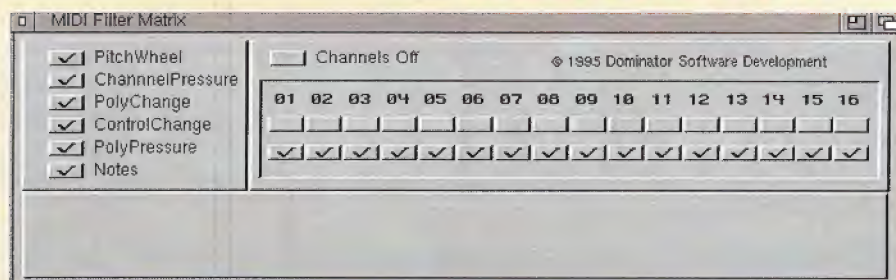 MIDI Filter Matrix
PitchWheel
ChannnelPressure
PolyChange
ControlChange
PolyPressure
Notes
Channels Off
© 1995 Dominator Software Development
01 02 03 04 05 06 07 08 09 10 11 12 13 14 15 16